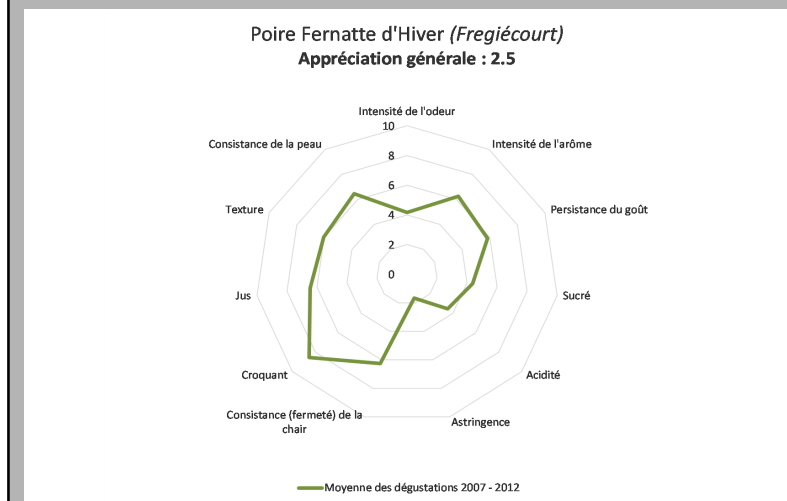 Poire Fernatte d'Hiver (Fregiécourt)
Appréciation générale : 2.5
Intensité de l'odeur
10
Consistance de la peau
Intensité de l'arôme
8
6
Texture
Persistance du goût
4
2
0
Jus
Sucré
Croquant
Acidité
Consistance (fermeté) de la
chair
Astringence
Moyenne des dégustations 2007 - 2012